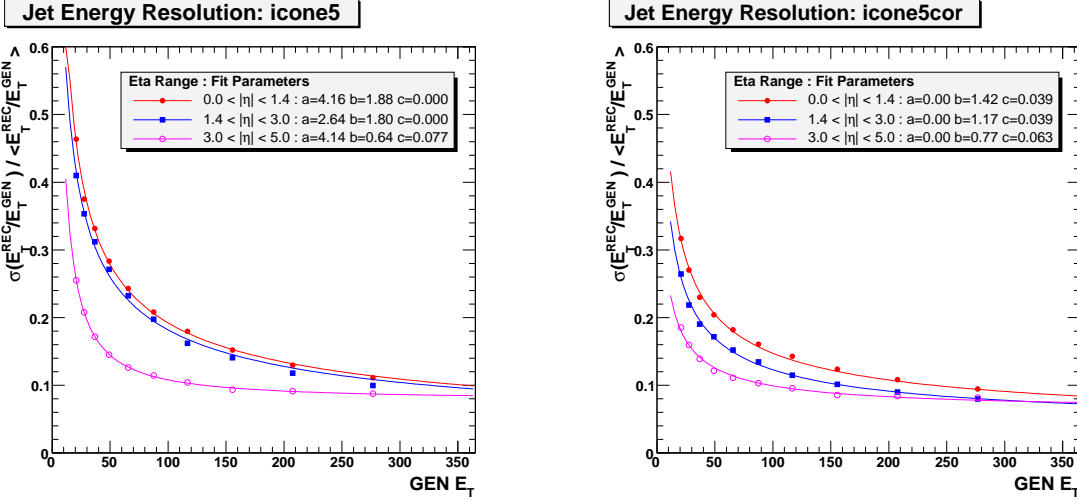 Jet Energy Resolution: icone5
σ(E_T^REC/E_T^GEN) / <E_T^REC/E_T^GEN >
0.6
0.5
0.4
0.3
0.2
0.1
0
Eta Range : Fit Parameters
0.0 < |η| < 1.4 : a=4.16 b=1.88 c=0.000
1.4 < |η| < 3.0 : a=2.64 b=1.80 c=0.000
3.0 < |η| < 5.0 : a=4.14 b=0.64 c=0.077
0 50 100 150 200 250 300 350
GEN E_T
Jet Energy Resolution: icone5cor
σ(E_T^REC/E_T^GEN) / <E_T^REC/E_T^GEN >
0.6
0.5
0.4
0.3
0.2
0.1
0
Eta Range : Fit Parameters
0.0 < |η| < 1.4 : a=0.00 b=1.42 c=0.039
1.4 < |η| < 3.0 : a=0.00 b=1.17 c=0.039
3.0 < |η| < 5.0 : a=0.00 b=0.77 c=0.063
0 50 100 150 200 250 300 350
GEN E_T